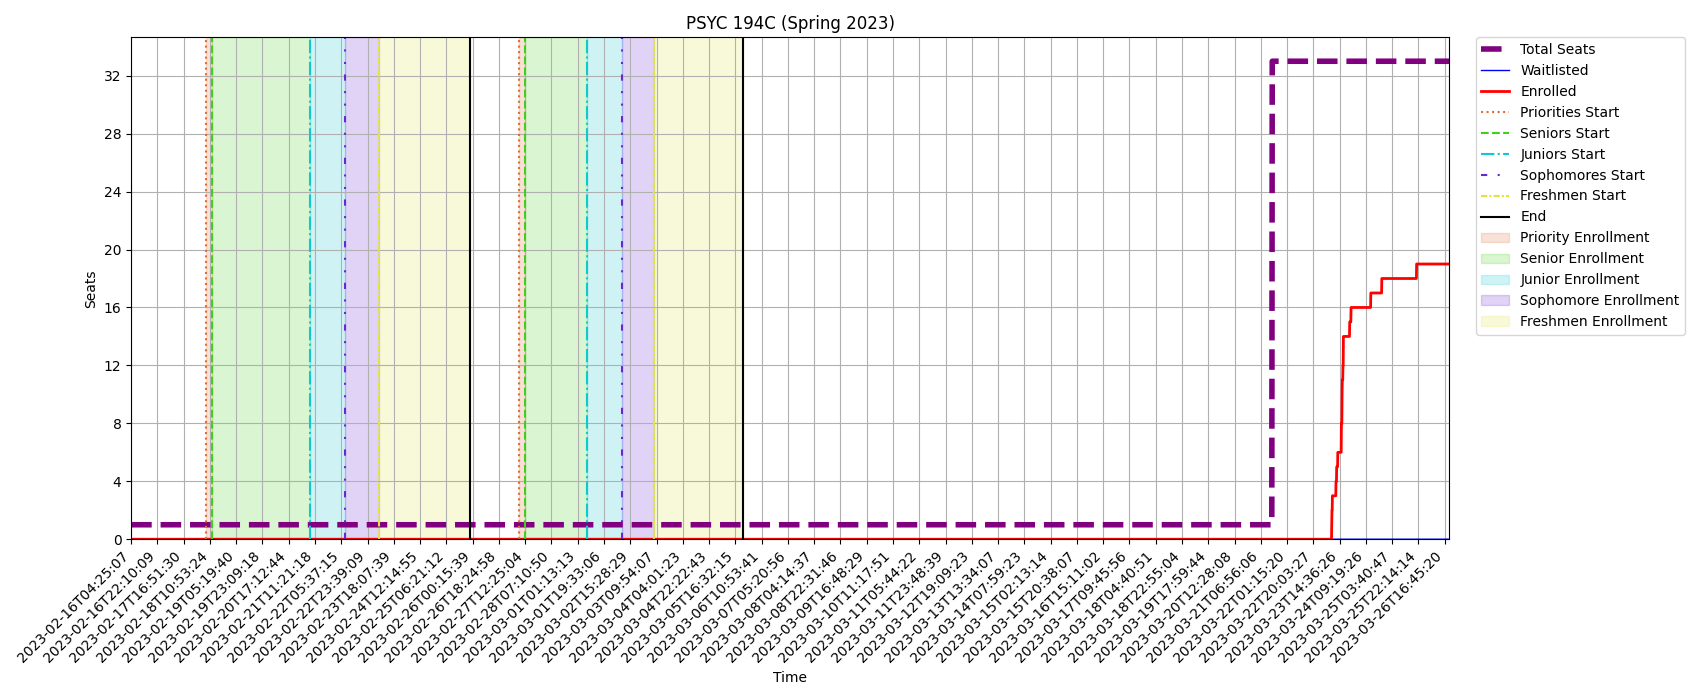 PSYC 194C (Spring 2023)
Seats
32
28
24
20
16
12
8
4
0
2023-02-16T04:25:07
2023-02-16T22:10:09
2023-02-17T16:51:30
2023-02-18T10:53:24
2023-02-19T05:19:40
2023-02-19T23:09:18
2023-02-20T17:12:44
2023-02-21T11:21:18
2023-02-22T05:37:15
2023-02-22T23:39:09
2023-02-23T18:07:39
2023-02-24T12:14:55
2023-02-25T06:21:12
2023-02-26T00:15:39
2023-02-26T18:24:58
2023-02-27T12:25:04
2023-02-28T07:10:50
2023-03-01T01:13:13
2023-03-01T19:33:06
2023-03-02T15:28:29
2023-03-03T09:54:07
2023-03-04T04:01:23
2023-03-04T22:22:43
2023-03-05T16:32:15
2023-03-06T10:53:41
2023-03-07T05:20:56
2023-03-08T04:14:37
2023-03-08T22:31:46
2023-03-09T16:48:29
2023-03-10T11:17:51
2023-03-11T05:44:22
2023-03-11T23:48:39
2023-03-12T19:09:23
2023-03-13T13:34:07
2023-03-14T07:59:23
2023-03-15T02:13:14
2023-03-15T20:38:07
2023-03-16T15:11:02
2023-03-17T09:45:56
2023-03-18T04:40:51
2023-03-18T22:55:04
2023-03-19T17:59:44
2023-03-20T12:28:08
2023-03-21T06:56:06
2023-03-22T01:15:20
2023-03-22T20:03:27
2023-03-23T14:36:26
2023-03-24T09:19:26
2023-03-25T03:40:47
2023-03-25T22:14:14
2023-03-26T16:45:20
Time
Total Seats
Waitlisted
Enrolled
Priorities Start
Seniors Start
Juniors Start
Sophomores Start
Freshmen Start
End
Priority Enrollment
Senior Enrollment
Junior Enrollment
Sophomore Enrollment
Freshmen Enrollment